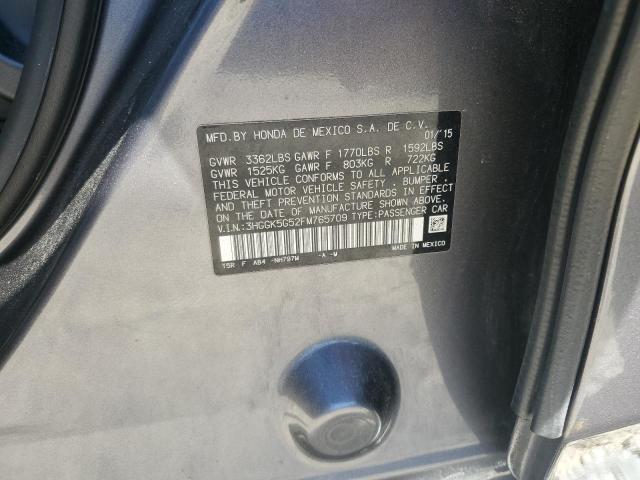 MFD.BY HONDA DE MEXICO S.A. DE C.V.
01/'15
GVWR 3362LBS GAWR F 1770LBS R 1592LBS
GVWR 1525KG GAWR F 803KG R 722KG
THIS VEHICLE CONFORMS TO ALL APPLICABLE
FEDERAL MOTOR VEHICLE SAFETY , BUMPER ,
& THEFT PREVENTION STANDARDS IN EFFECT
ON THE DATE OF MANUFACTURE SHOWN ABOVE.
V.I.N.:3HGGK5G52FM765709 TYPE:PASSENGER CAR
T5R F AB4 -NH797M -A -M
MADE IN MEXICO